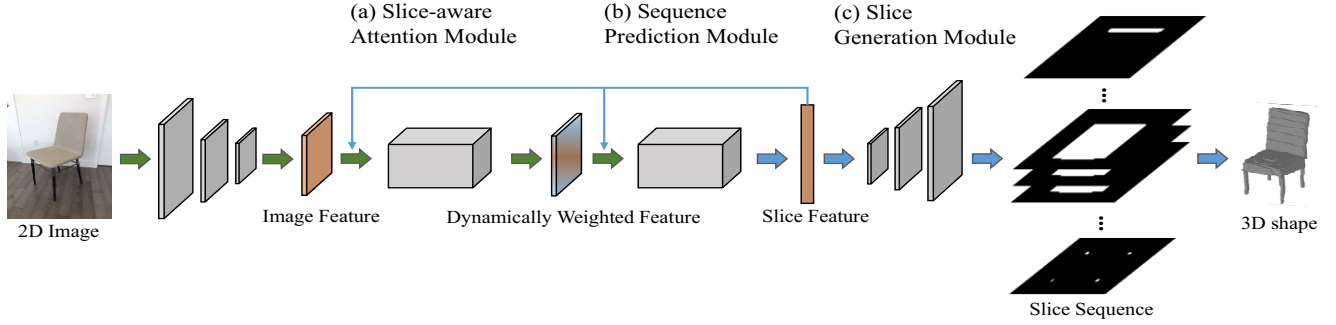 (a) Slice-aware
Attention Module
(b) Sequence
Prediction Module
(c) Slice
Generation Module
2D Image
Image Feature
Dynamically Weighted Feature
Slice Feature
Slice Sequence
3D shape